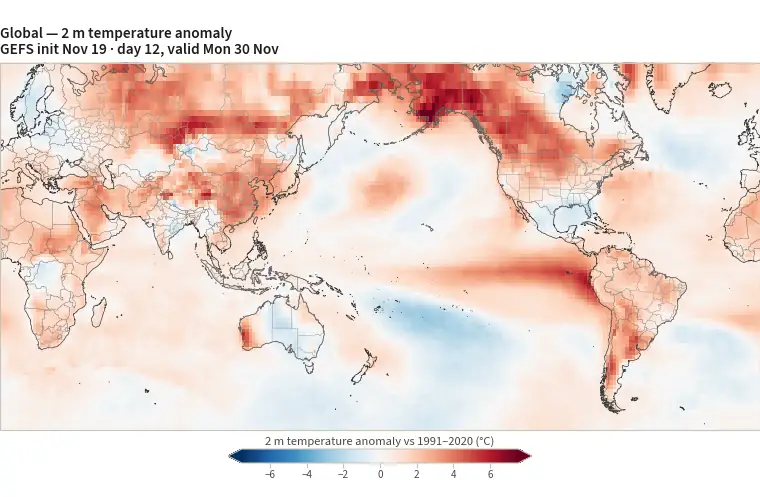 Global — 2 m temperature anomaly
GEFS init Nov 19 · day 12, valid Mon 30 Nov
2 m temperature anomaly vs 1991–2020 (°C)
−6 −4 −2 0 2 4 6